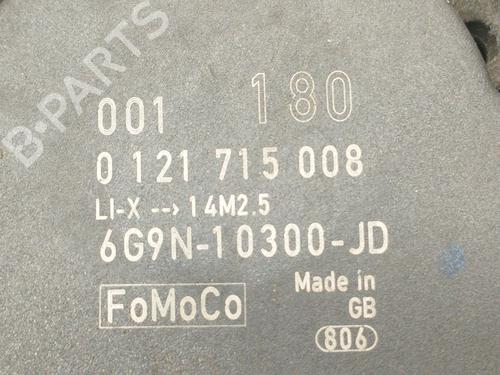 001 180
0 121 715 008
LI-X --> 14M2.5
6G9N-10300-JD
FoMoCo
Made in
GB
806
B-PARTS